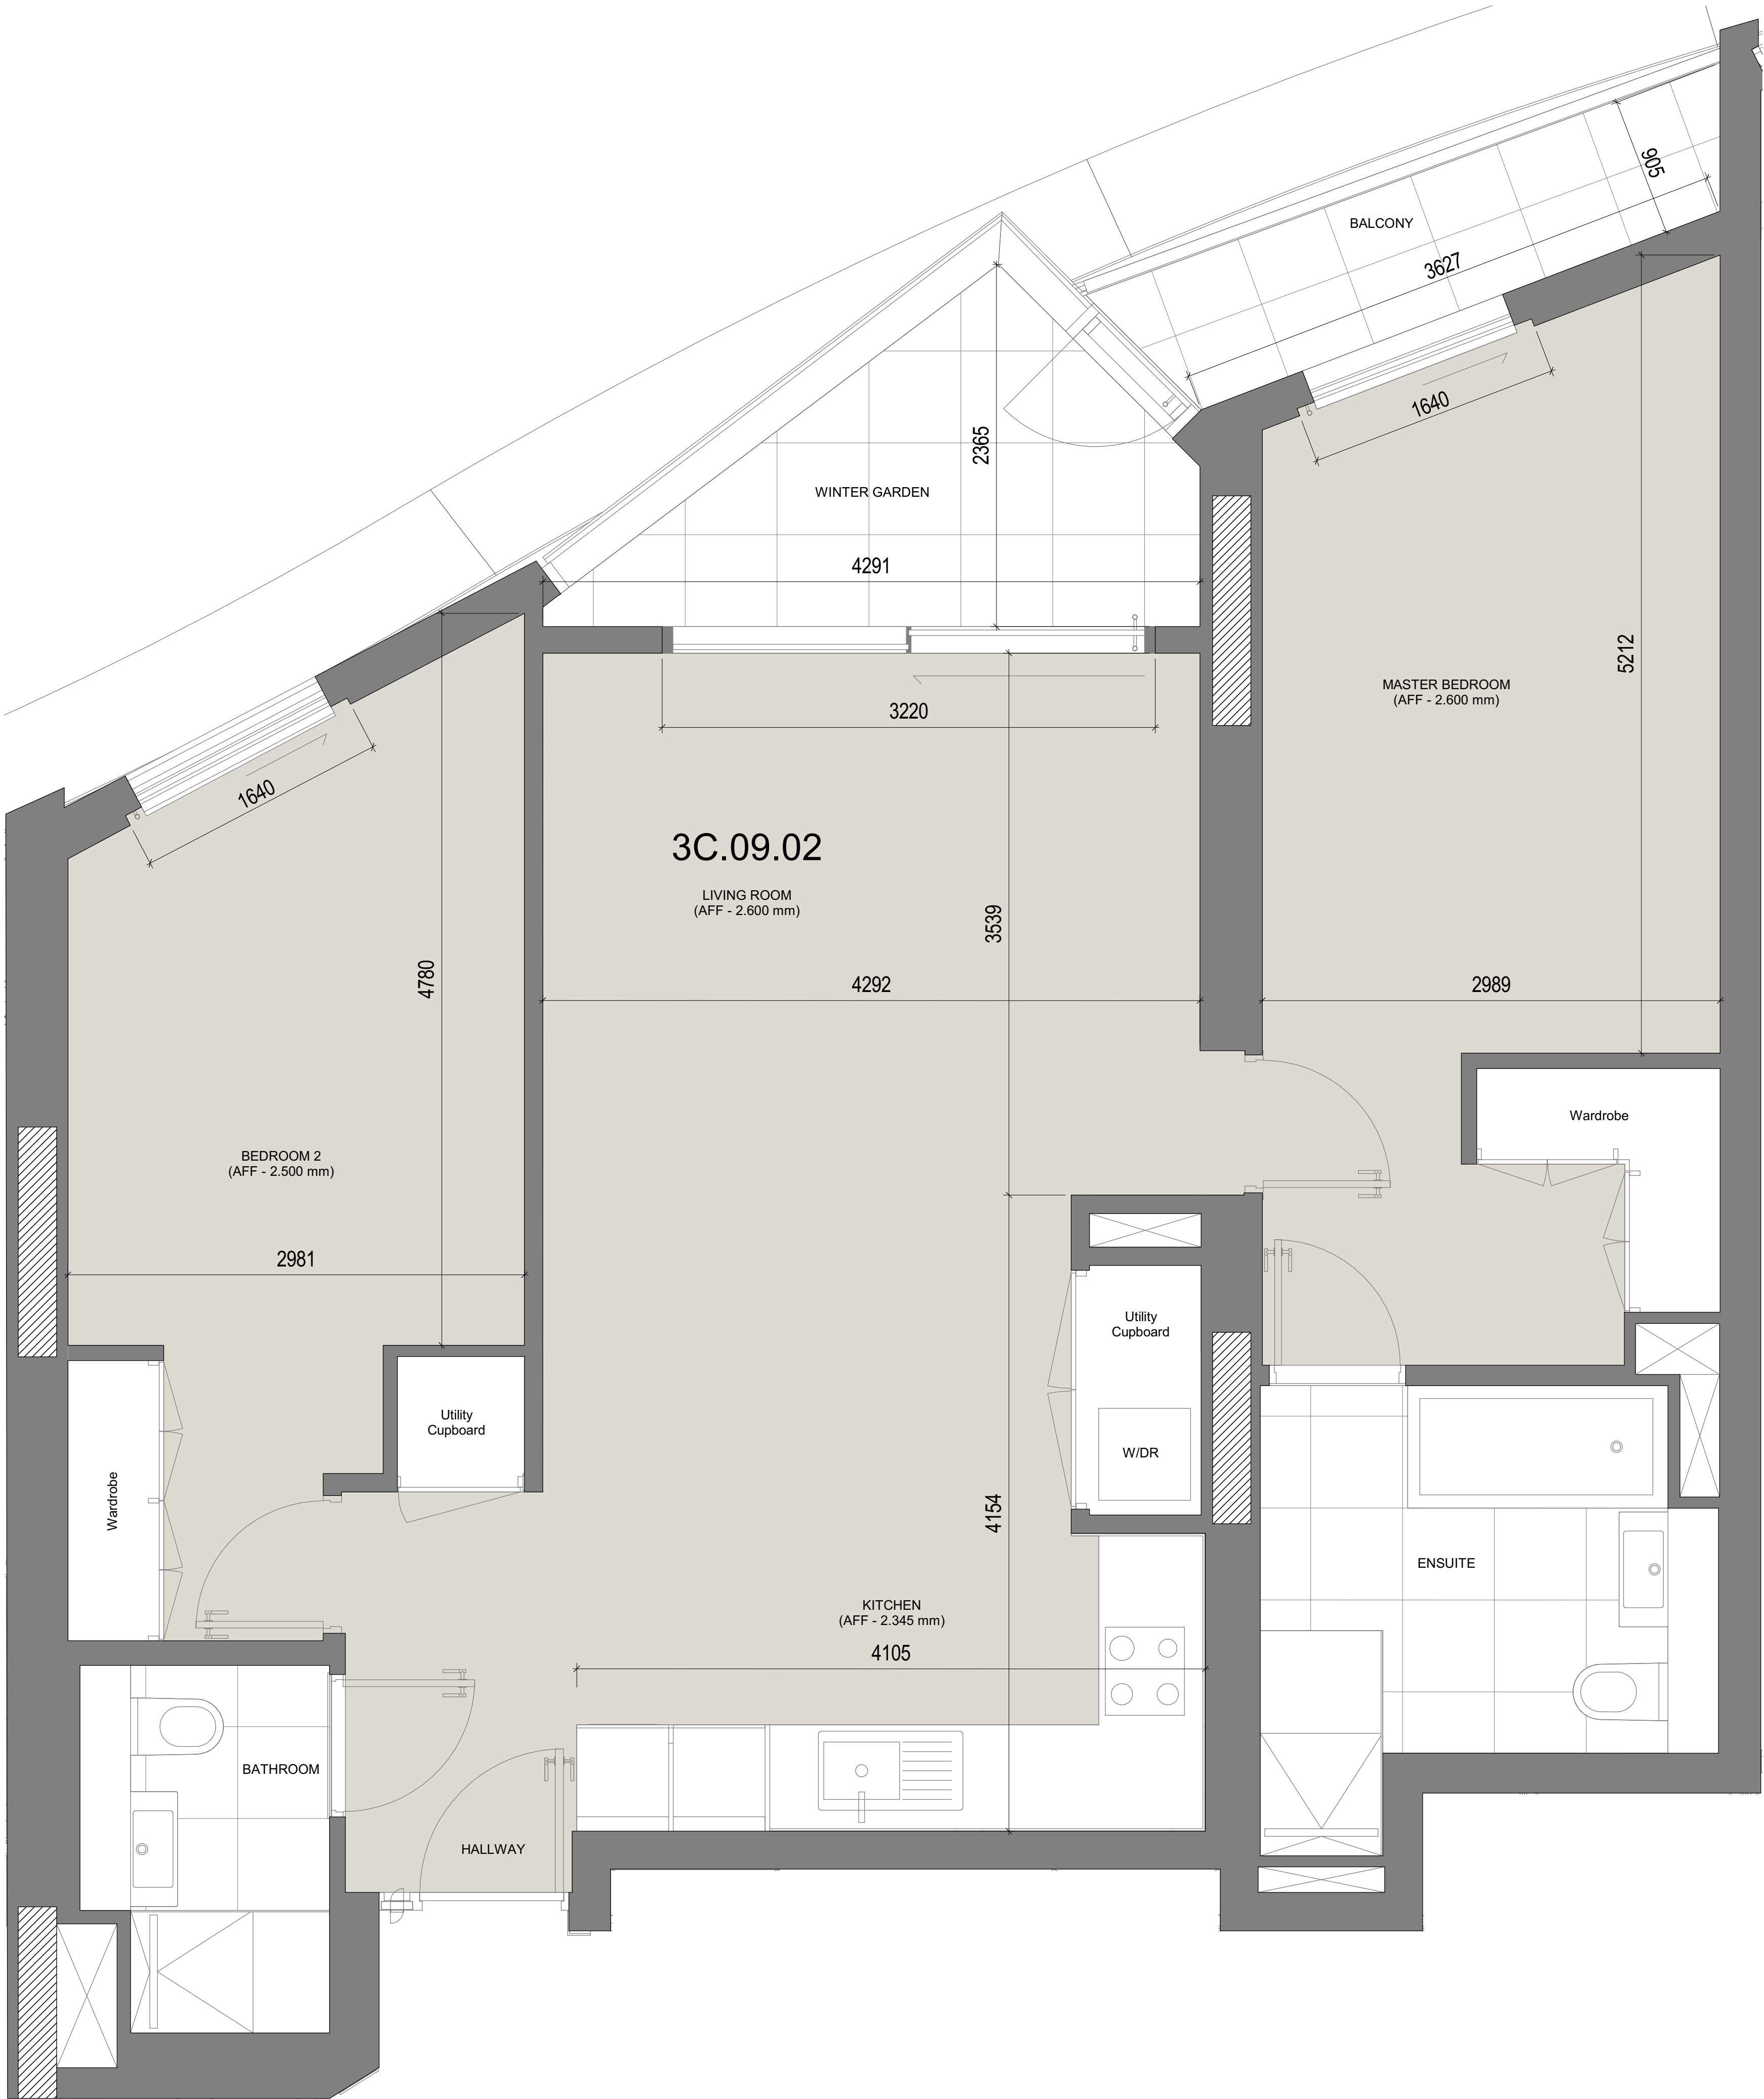 905
BALCONY
3627
1640
2365
WINTER GARDEN
4291
5212
MASTER BEDROOM
(AFF - 2.600 mm)
3220
1640
3C.09.02
LIVING ROOM
(AFF - 2.600 mm)
3539
4780
4292
2989
Wardrobe
BEDROOM 2
(AFF - 2.500 mm)
2981
Utility
Cupboard
Utility
Cupboard
W/DR
Wardrobe
4154
ENSUITE
KITCHEN
(AFF - 2.345 mm)
4105
BATHROOM
HALLWAY